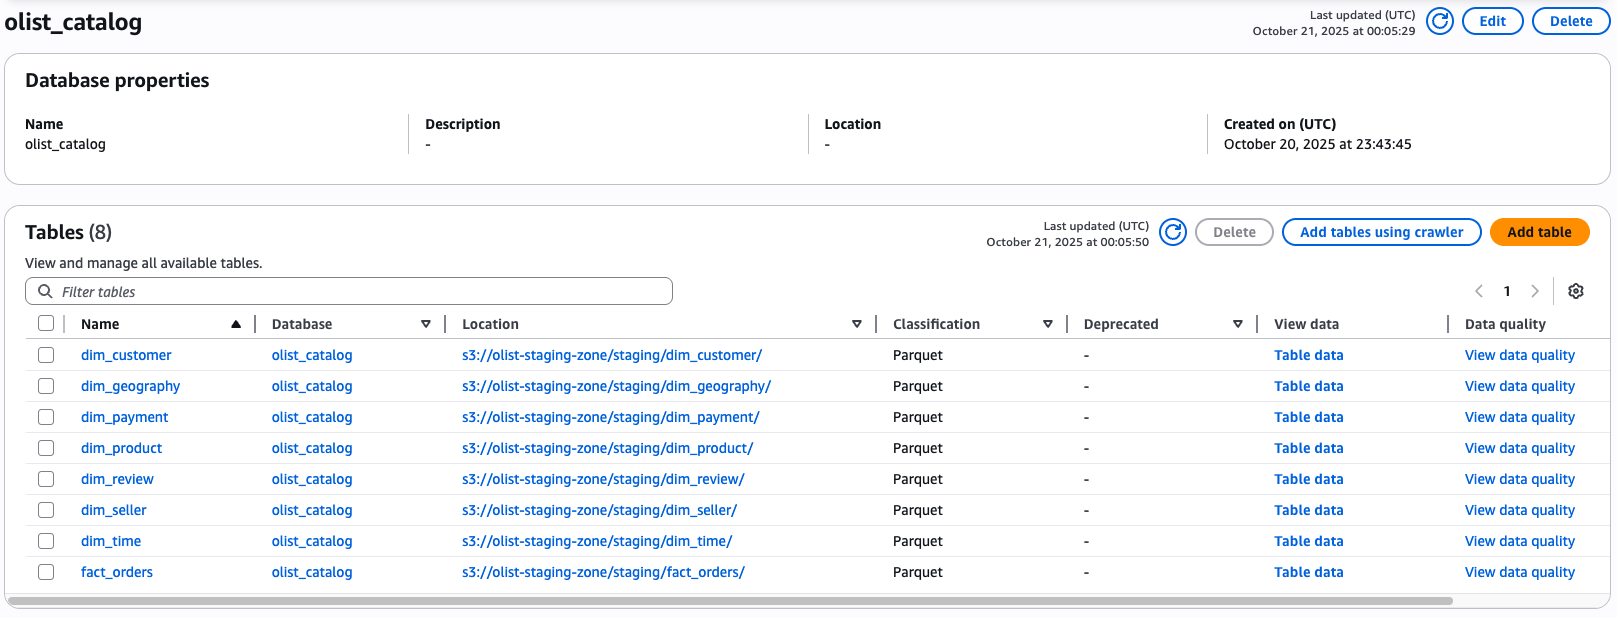 olist_catalog
Last updated (UTC)
October 21, 2025 at 00:05:29
Edit
Delete
Database properties
Name
olist_catalog
Description
-
Location
-
Created on (UTC)
October 20, 2025 at 23:43:45
Tables (8)
Last updated (UTC)
October 21, 2025 at 00:05:50
Delete
Add tables using crawler
Add table
View and manage all available tables.
Filter tables
1
Name Database Location Classification Deprecated View data Data quality
dim_customer olist_catalog s3://olist-staging-zone/staging/dim_customer/ Parquet - Table data View data quality
dim_geography olist_catalog s3://olist-staging-zone/staging/dim_geography/ Parquet - Table data View data quality
dim_payment olist_catalog s3://olist-staging-zone/staging/dim_payment/ Parquet - Table data View data quality
dim_product olist_catalog s3://olist-staging-zone/staging/dim_product/ Parquet - Table data View data quality
dim_review olist_catalog s3://olist-staging-zone/staging/dim_review/ Parquet - Table data View data quality
dim_seller olist_catalog s3://olist-staging-zone/staging/dim_seller/ Parquet - Table data View data quality
dim_time olist_catalog s3://olist-staging-zone/staging/dim_time/ Parquet - Table data View data quality
fact_orders olist_catalog s3://olist-staging-zone/staging/fact_orders/ Parquet - Table data View data quality